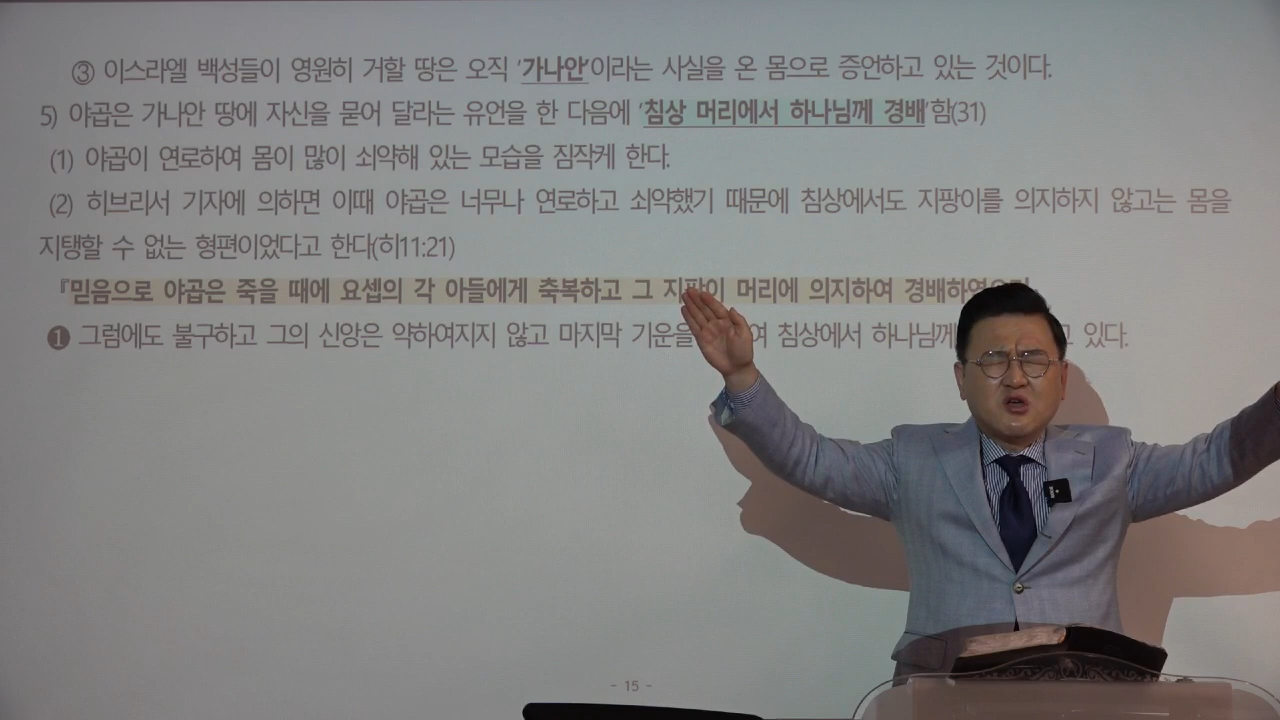 ③ 이스라엘 백성들이 영원히 거할 땅은 오직 '가나안'이라는 사실을 온 몸으로 증언하고 있는 것이다.
5) 야곱은 가나안 땅에 자신을 묻어 달라는 유언을 한 다음에 '침상 머리에서 하나님께 경배'함(31)
(1) 야곱이 연로하여 몸이 많이 쇠약해 있는 모습을 짐작케 한다.
(2) 히브리서 기자에 의하면 이때 야곱은 너무나 연로하고 쇠약했기 때문에 침상에서도 지팡이를 의지하지 않고는 몸을
지탱할 수 없는 형편이었다고 한다(히11:21)
『믿음으로 야곱은 죽을 때에 요셉의 각 아들에게 축복하고 그 지팡이 머리에 의지하여
❶ 그럼에도 불구하고 그의 신앙은 약하여지지 않고 마지막 기운을 침상에서 하나님께 있다.
- 15 -